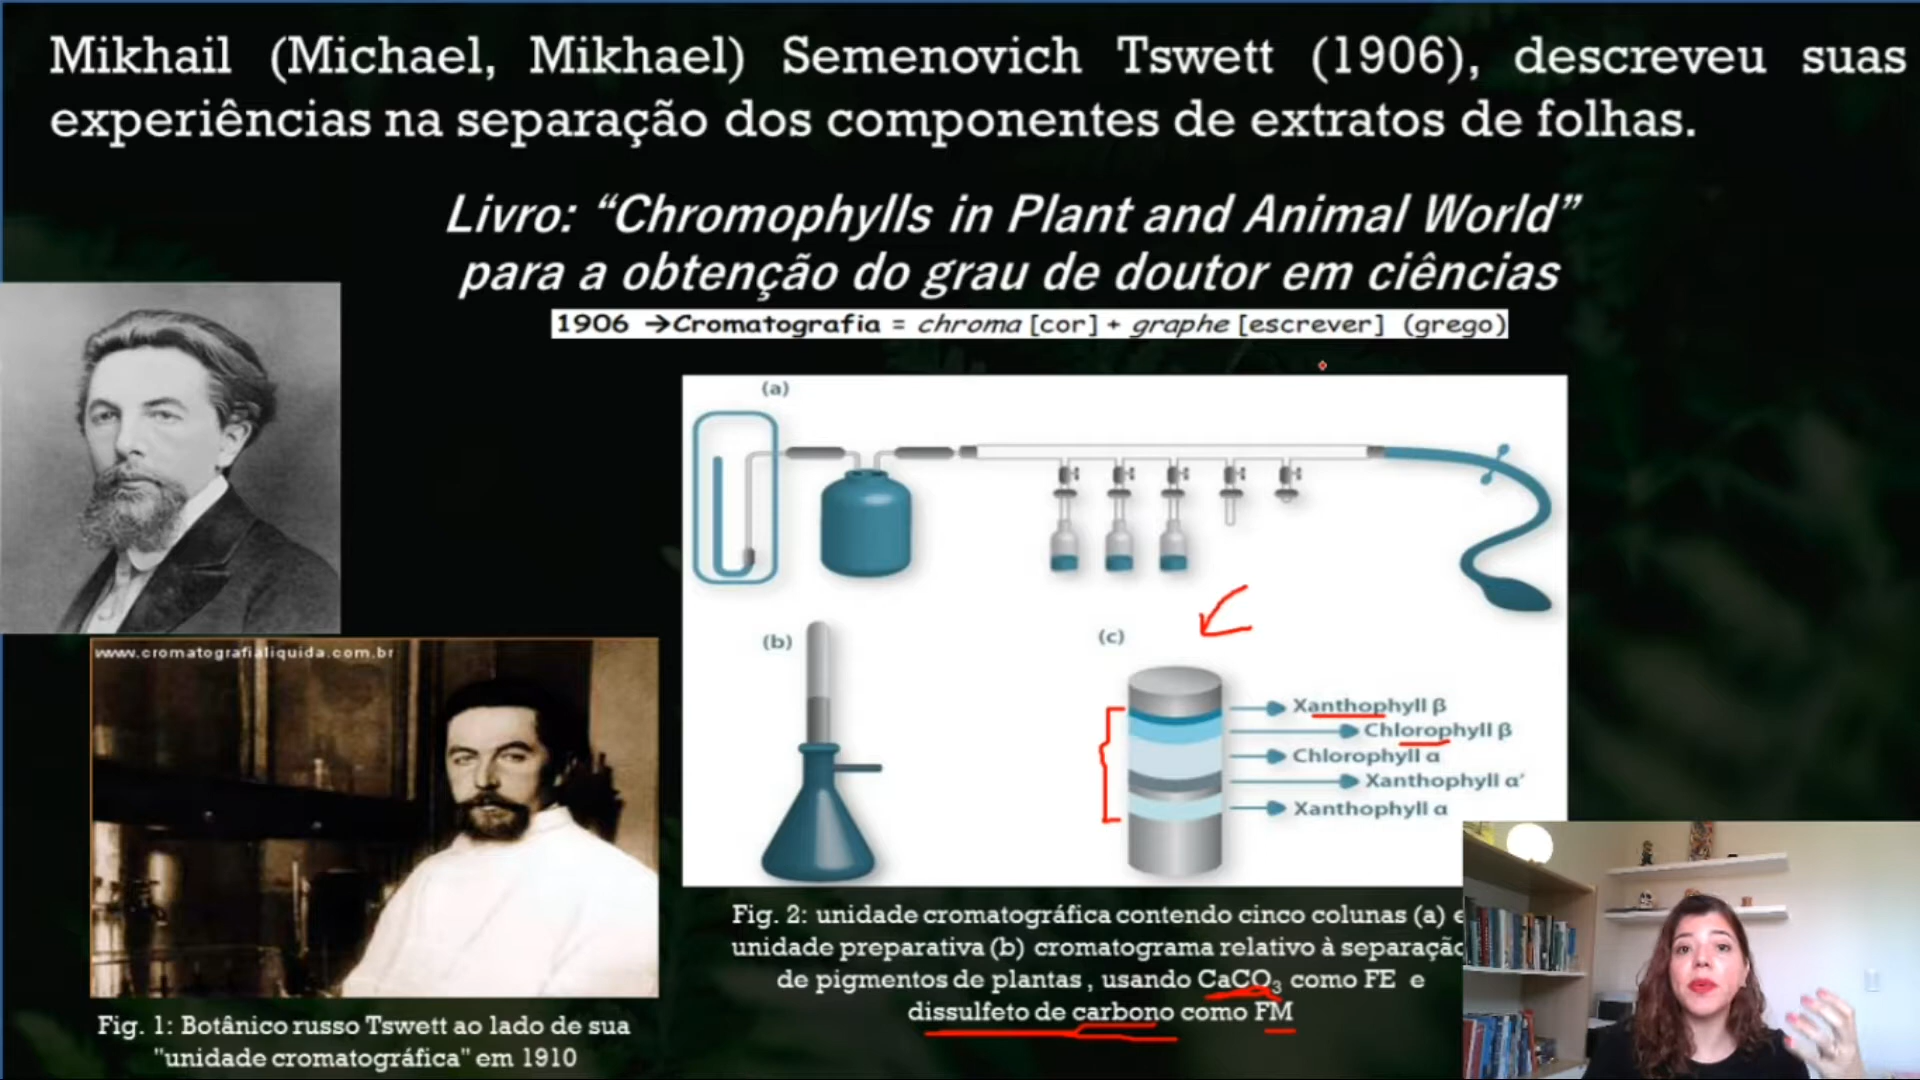 Mikhail (Michael, Mikhael) Semenovich Tswett (1906), descreveu suas
experiências na separação dos componentes de extratos de folhas.
Livro: “Chromophylls in Plant and Animal World”
para a obtenção do grau de doutor em ciências
1906 →Cromatografia = chroma [cor] + graphe [escrever] (grego)
(a)
(b)
(c)
Xanthophyll β
Chlorophyll β
Chlorophyll α
Xanthophyll α’
Xanthophyll α
www.cromatografialiquida.com.br
Fig. 1: Botânico russo Tswett ao lado de sua
"unidade cromatográfica" em 1910
Fig. 2: unidade cromatográfica contendo cinco colunas (a) e
unidade preparativa (b) cromatograma relativo à separação
de pigmentos de plantas, usando CaCO₃ como FE e
dissulfeto de carbono como FM